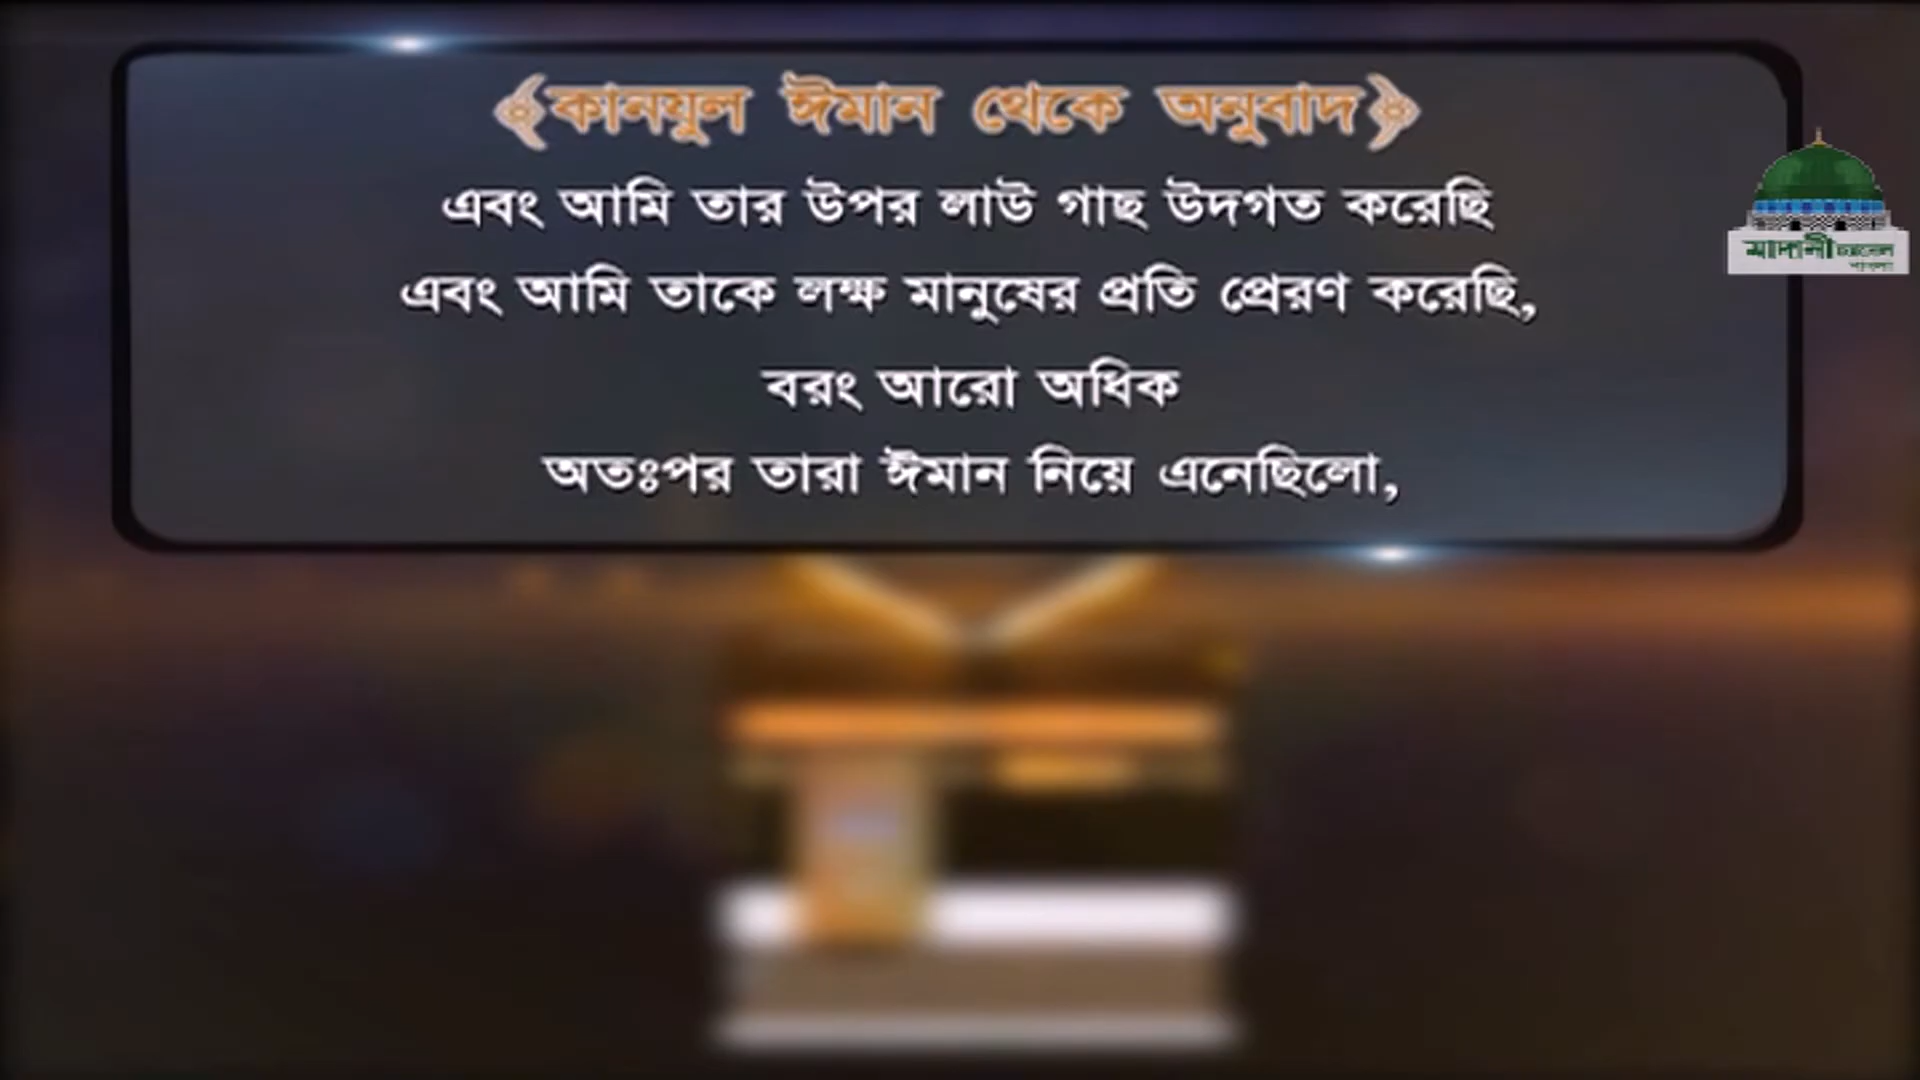 কানযুল ঈমান থেকে অনুবাদ
এবং আমি তার উপর লাউ গাছ উদগত করেছি
এবং আমি তাকে লক্ষ মানুষের প্রতি প্রেরণ করেছি,
বরং আরো অধিক
অতঃপর তারা ঈমান নিয়ে এনেছিলো,
মাদানী চ্যানেল
বাংলা